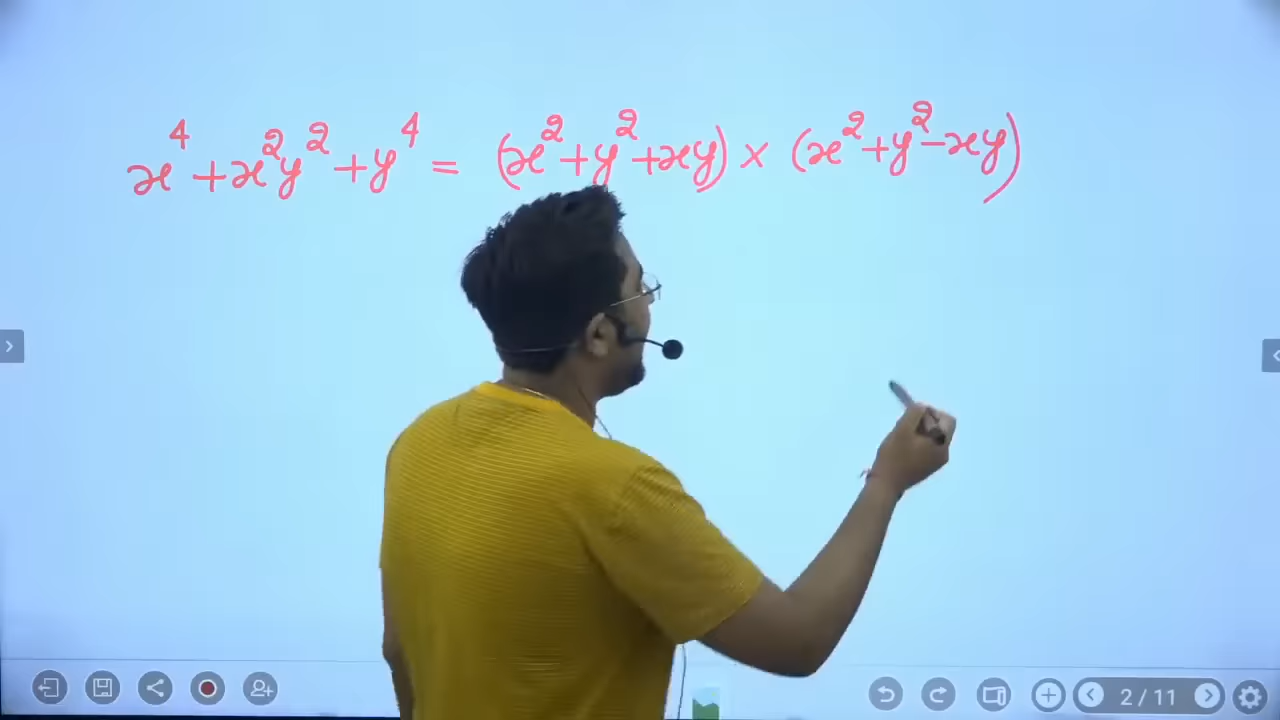 x⁴+x²y²+y⁴ = (x²+y²+xy) × (x²+y²-xy)
2 / 11